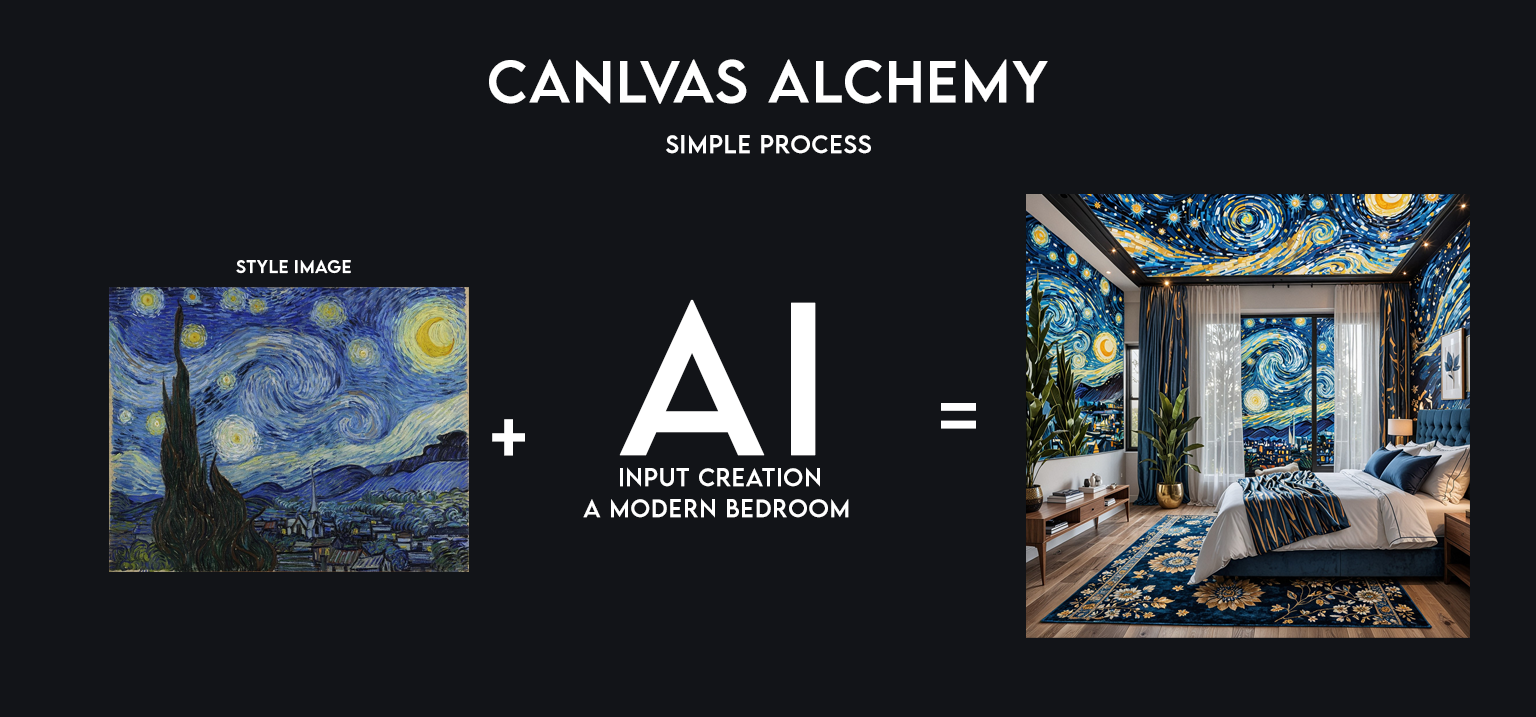 CANLVAS ALCHEMY
SIMPLE PROCESS
STYLE IMAGE
+
AI
=
INPUT CREATION
A MODERN BEDROOM